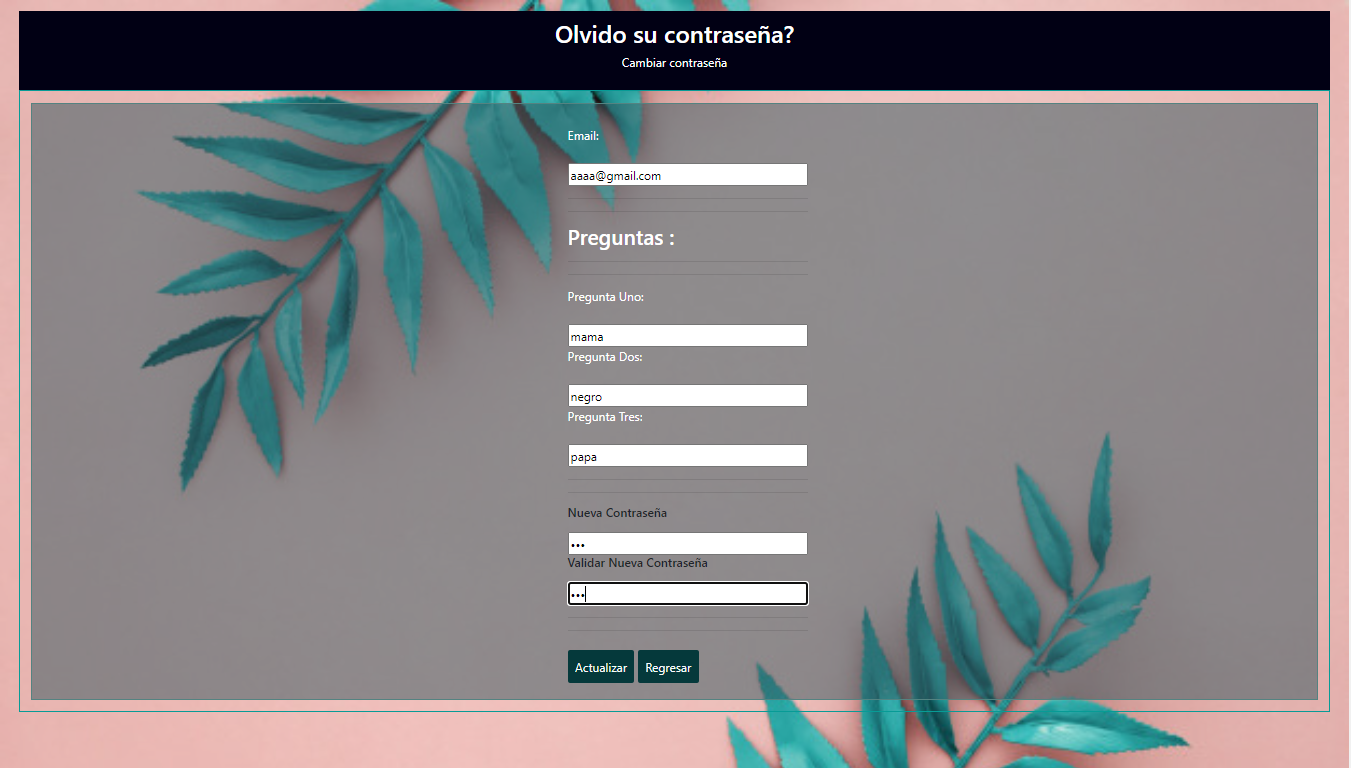 Olvido su contraseña?
Cambiar contraseña
Email:
aaaa@gmail.com
Preguntas :
Pregunta Uno:
mama
Pregunta Dos:
negro
Pregunta Tres:
papa
Nueva Contraseña
•••
Validar Nueva Contraseña
•••
Actualizar Regresar